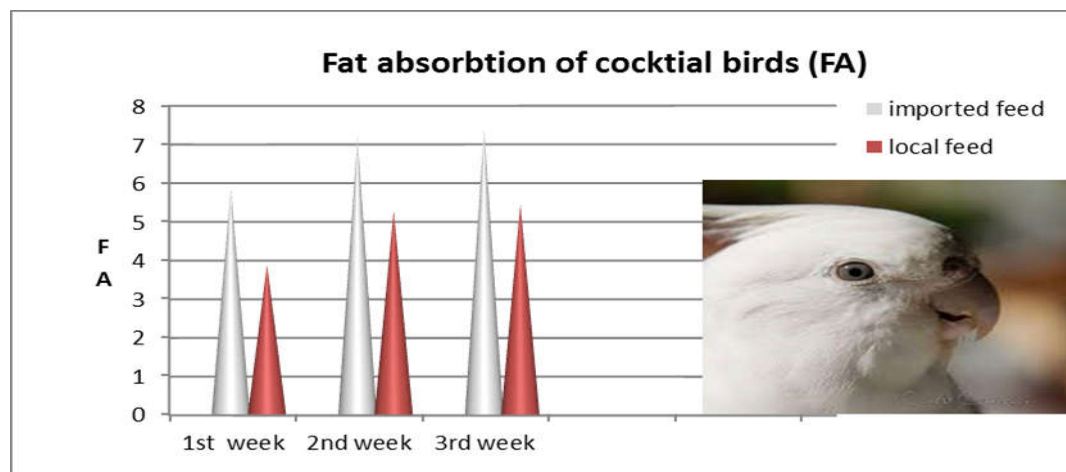 Fat absorbtion of cocktial birds (FA)
8
7
6
5
4
3
2
1
0
F
A
1st week 2nd week 3rd week
imported feed
local feed